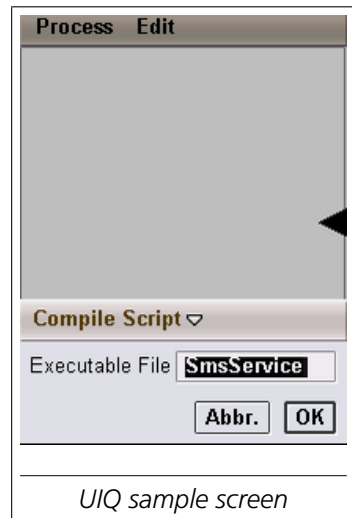 Process Edit
Compile Script
Executable File SmsService
Abbr. OK
UIQ sample screen